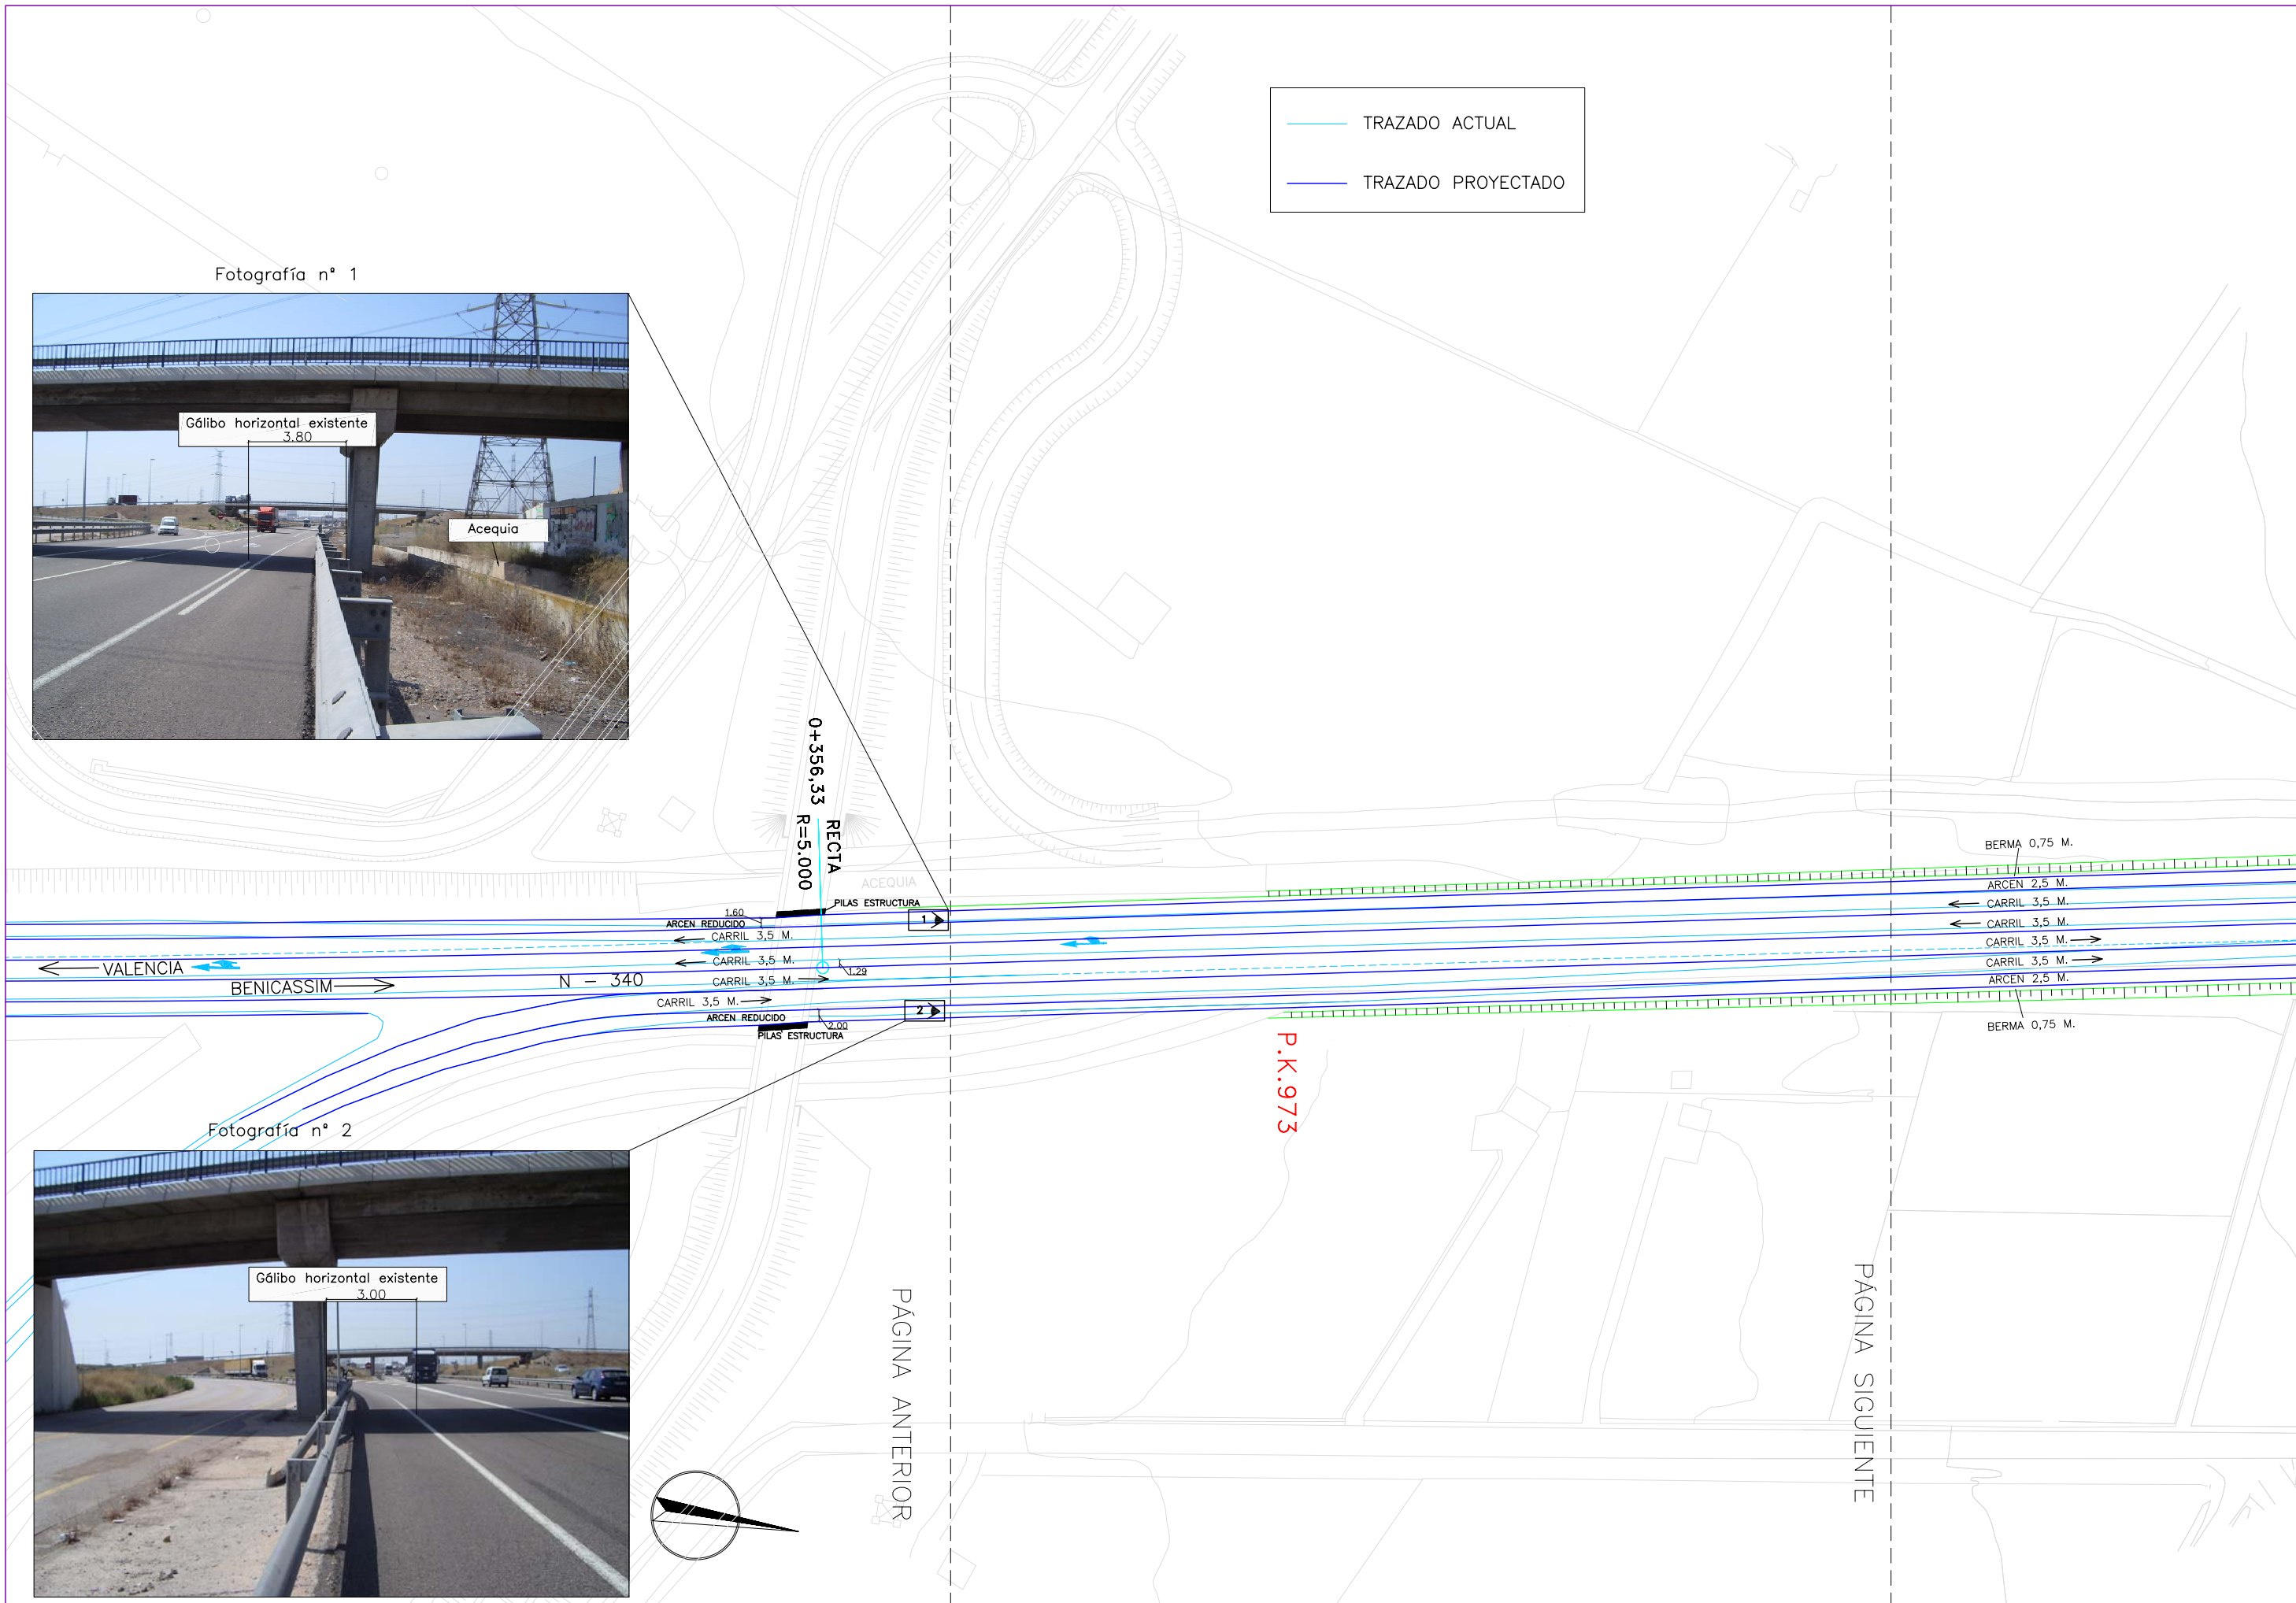 TRAZADO ACTUAL
TRAZADO PROYECTADO
Fotografía nº 1
Gálibo horizontal existente
3.80
Acequia
0+356,33
RECTA
R=5.000
ACEQUIA
PILAS ESTRUCTURA
1.60
ARCEN REDUCIDO
1
CARRIL 3,5 M.
CARRIL 3,5 M.
1.29
CARRIL 3,5 M.
CARRIL 3,5 M.
VALENCIA
BENICASSIM
N - 340
ARCEN REDUCIDO
2.00
2
PILAS ESTRUCTURA
BERMA 0,75 M.
ARCEN 2,5 M.
CARRIL 3,5 M.
CARRIL 3,5 M.
CARRIL 3,5 M.
CARRIL 3,5 M.
ARCEN 2,5 M.
BERMA 0,75 M.
P.K.973
Fotografía nº 2
Gálibo horizontal existente
3.00
PÁGINA ANTERIOR
PÁGINA SIGUIENTE